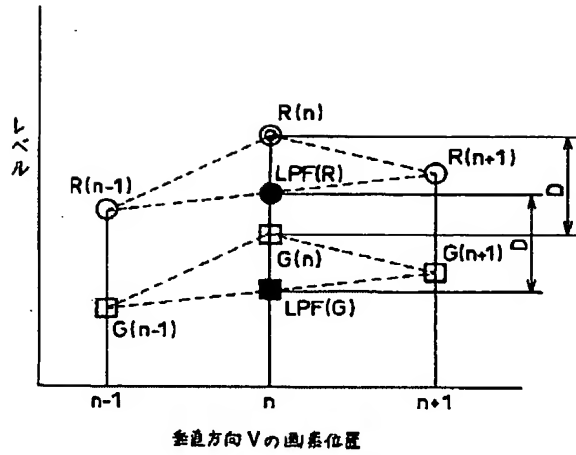 レベル
R(n)
R(n-1)
LPF(R)
R(n+1)
D
G(n)
D
G(n+1)
G(n-1)
LPF(G)
n-1
n
n+1
垂直方向Vの画素位置